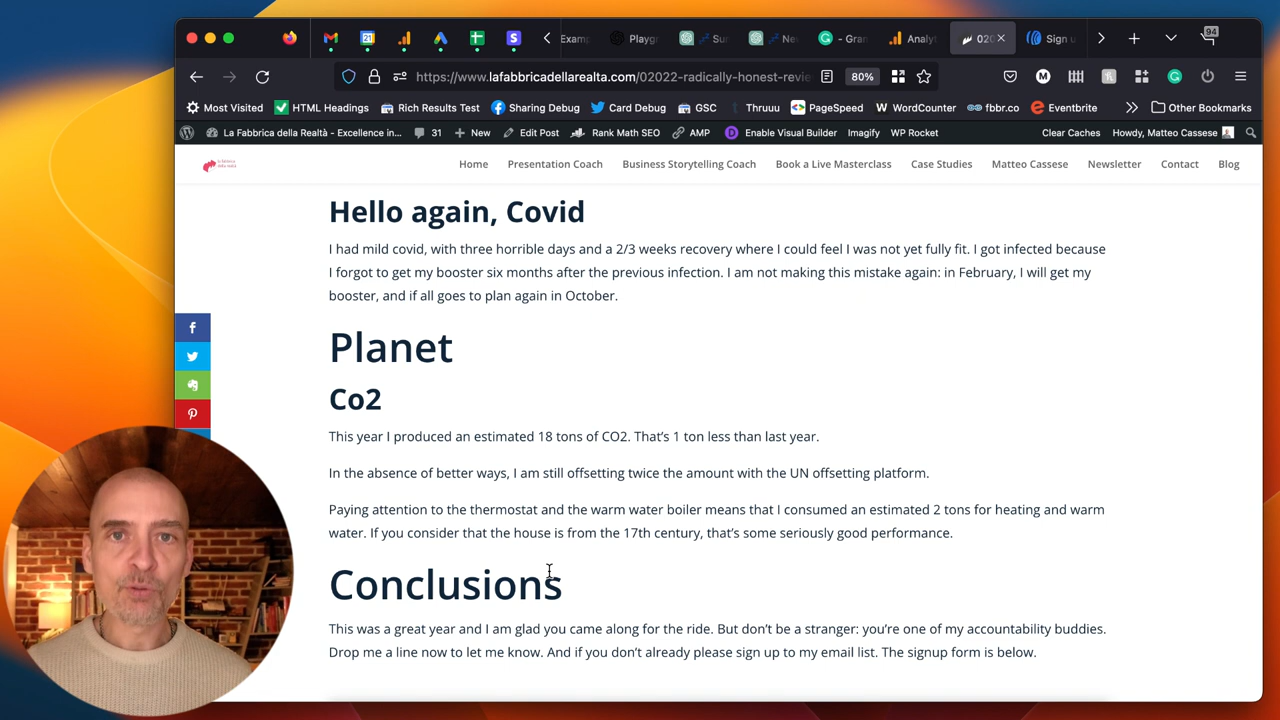 Examp
Playgr
Sun
Ne
- Gran
Analyt
020
Sign u
94
https://www.lafabbricadellarealta.com/02022-radically-honest-revie
80%
Most Visited
HTML Headings
Rich Results Test
Sharing Debug
Card Debug
GSC
Thruuu
PageSpeed
WordCounter
fbbr.co
Eventbrite
Other Bookmarks
La Fabbrica della Realtà - Excellence in...
31
New
Edit Post
Rank Math SEO
AMP
Enable Visual Builder
Imagify
WP Rocket
Clear Caches
Howdy, Matteo Cassese
Home
Presentation Coach
Business Storytelling Coach
Book a Live Masterclass
Case Studies
Matteo Cassese
Newsletter
Contact
Blog
Hello again, Covid
I had mild covid, with three horrible days and a 2/3 weeks recovery where I could feel I was not yet fully fit. I got infected because
I forgot to get my booster six months after the previous infection. I am not making this mistake again: in February, I will get my
booster, and if all goes to plan again in October.
Planet
Co2
This year I produced an estimated 18 tons of CO2. That’s 1 ton less than last year.
In the absence of better ways, I am still offsetting twice the amount with the UN offsetting platform.
Paying attention to the thermostat and the warm water boiler means that I consumed an estimated 2 tons for heating and warm
water. If you consider that the house is from the 17th century, that’s some seriously good performance.
Conclusions
This was a great year and I am glad you came along for the ride. But don’t be a stranger: you’re one of my accountability buddies.
Drop me a line now to let me know. And if you don’t already please sign up to my email list. The signup form is below.